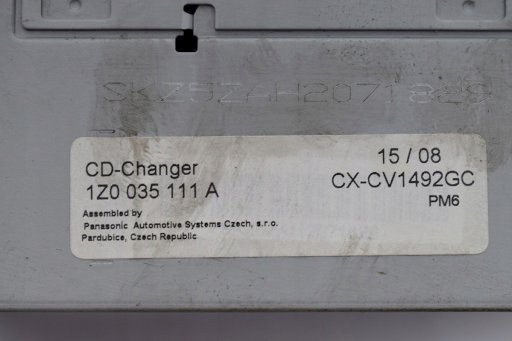 SKZ5ZAH2071829
CD-Changer
15 / 08
1Z0 035 111 A
CX-CV1492GC
PM6
Assembled by
Panasonic Automotive Systems Czech, s.r.o.
Pardubice, Czech Republic